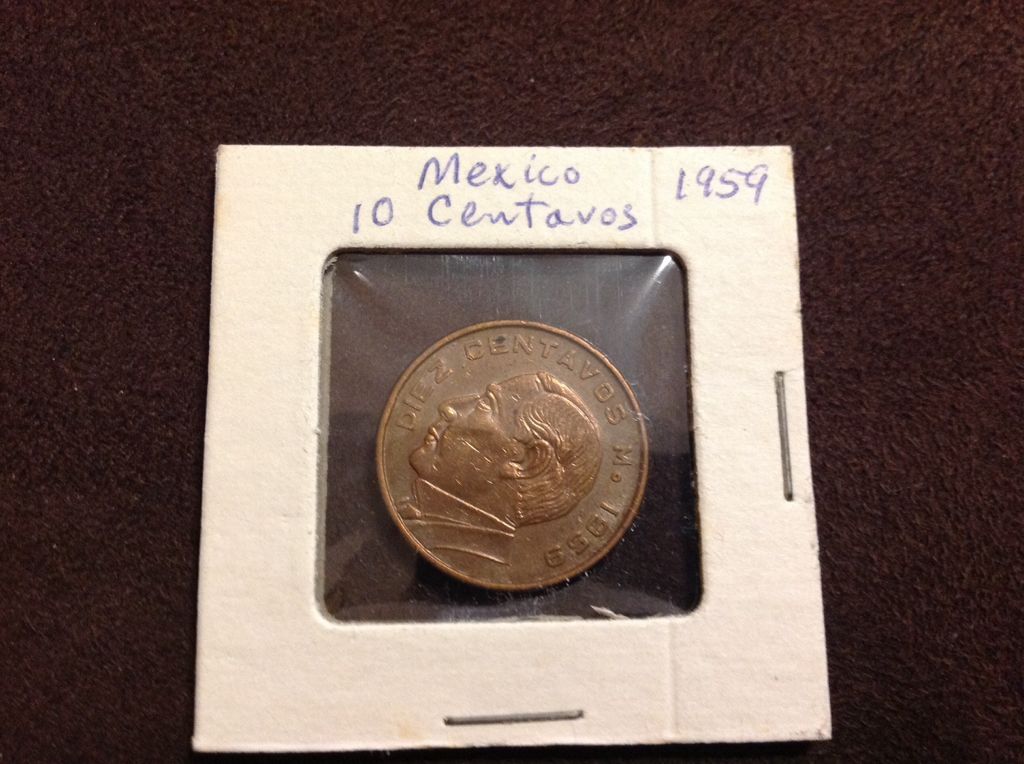 Mexico
10 Centavos
1959
DIEZ CENTAVOS M. 1959